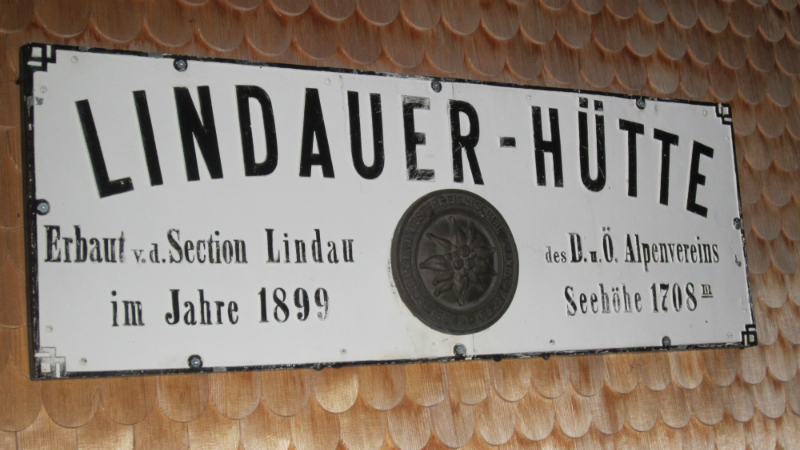 LINDAUER-HÜTTE
Erbaut v. d. Section Lindau
im Jahre 1899
des D. u. Ö. Alpenvereins
Seehöhe 1708 m